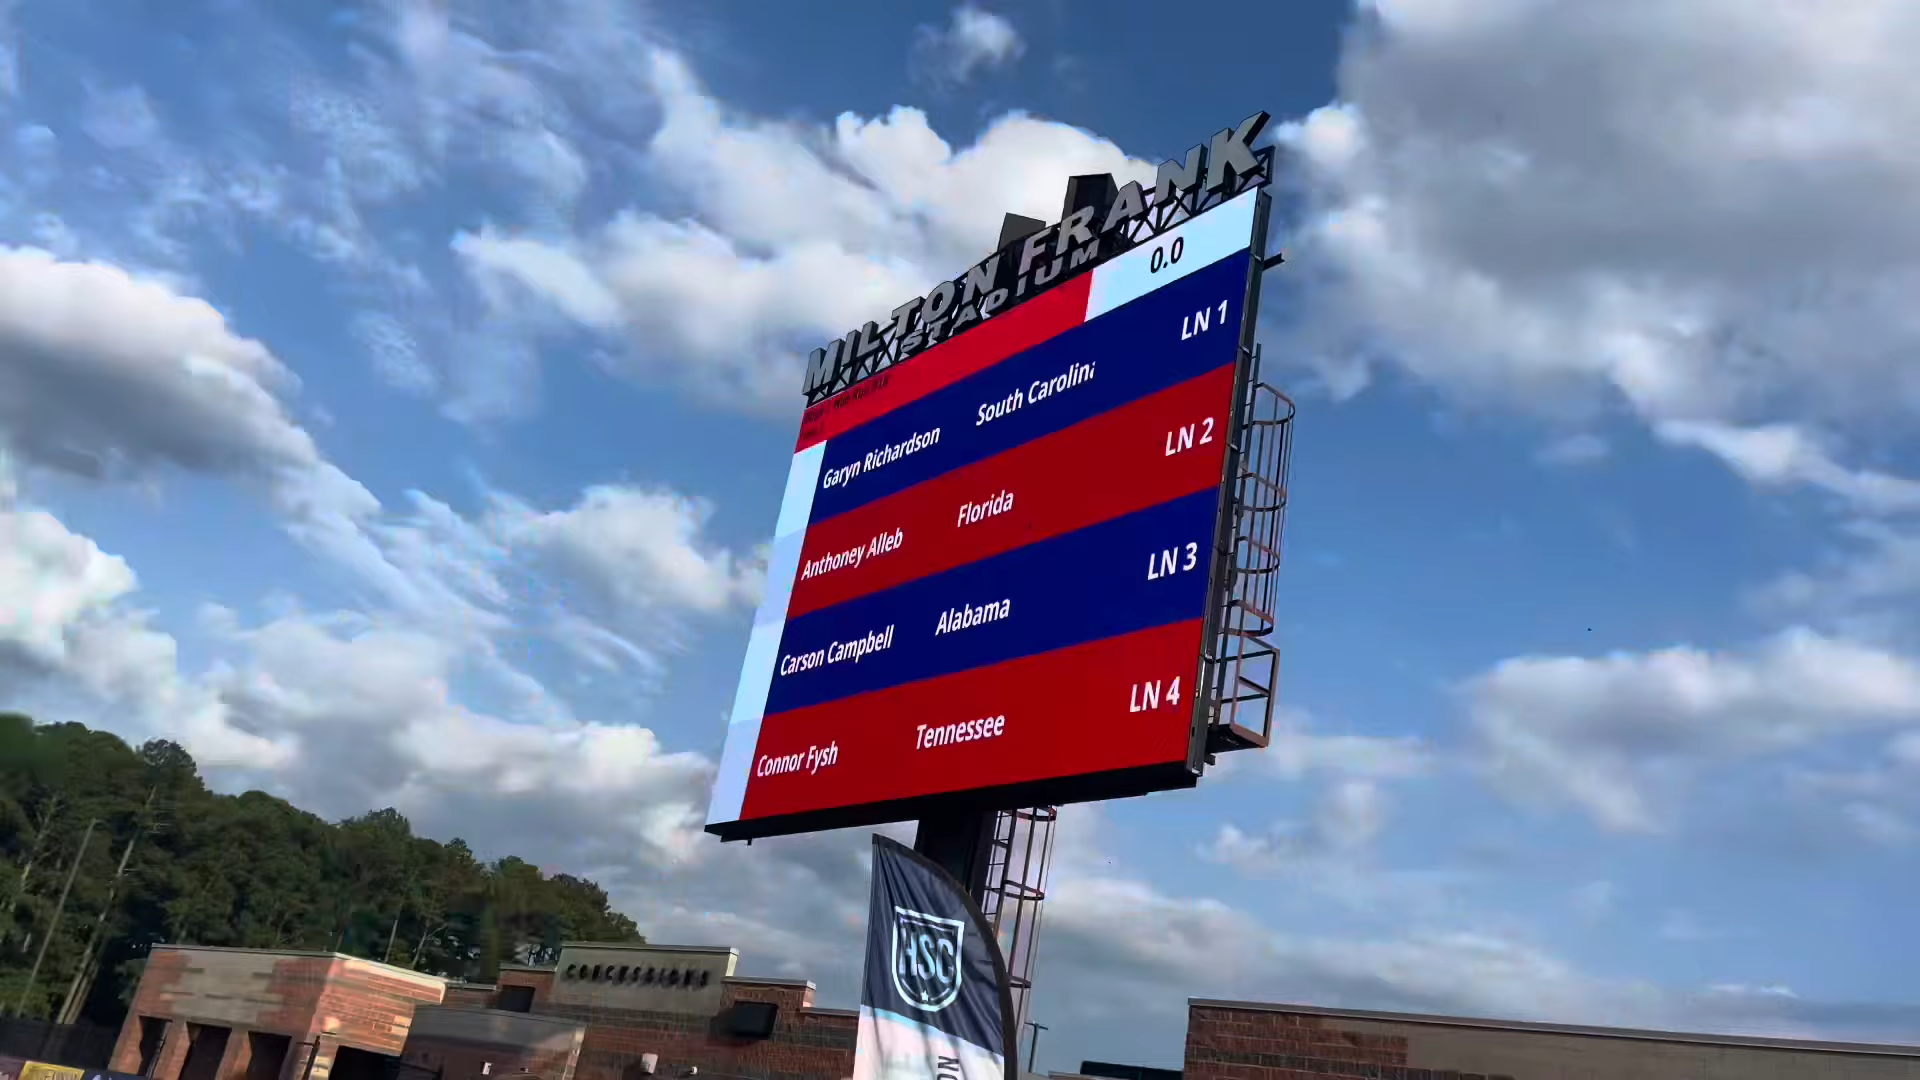 MILTON FRANK
STADIUM
0.0
Garyn Richardson South Carolina LN 1
Anthoney Alleb Florida LN 2
Carson Campbell Alabama LN 3
Connor Fysh Tennessee LN 4
HSC
CONCESSIONS